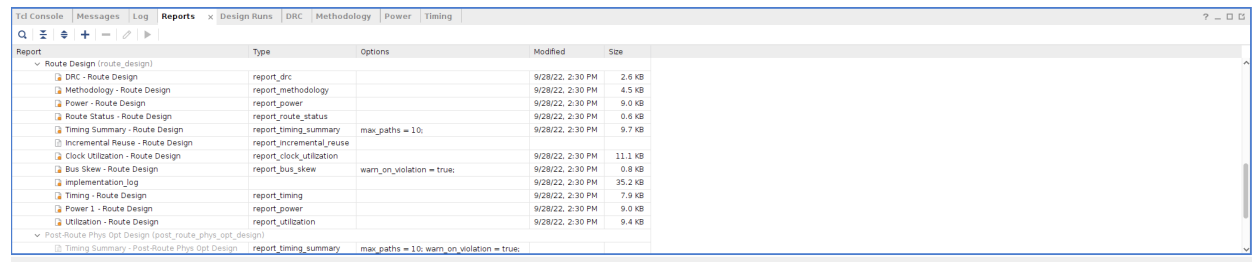 Tcl Console Messages Log Reports × Design Runs DRC Methodology Power Timing ?
Report Type Options Modified Size
Route Design (route_design)
DRC - Route Design report_drc 9/28/22, 2:30 PM 2.6 KB
Methodology - Route Design report_methodology 9/28/22, 2:30 PM 4.5 KB
Power - Route Design report_power 9/28/22, 2:30 PM 9.0 KB
Route Status - Route Design report_route_status 9/28/22, 2:30 PM 0.6 KB
Timing Summary - Route Design report_timing_summary max_paths = 10; 9/28/22, 2:30 PM 9.7 KB
Incremental Reuse - Route Design report_incremental_reuse
Clock Utilization - Route Design report_clock_utilization 9/28/22, 2:30 PM 11.1 KB
Bus Skew - Route Design report_bus_skew warn_on_violation = true; 9/28/22, 2:30 PM 0.8 KB
implementation_log 9/28/22, 2:30 PM 35.2 KB
Timing - Route Design report_timing 9/28/22, 2:30 PM 7.9 KB
Power 1 - Route Design report_power 9/28/22, 2:30 PM 9.0 KB
Utilization - Route Design report_utilization 9/28/22, 2:30 PM 9.4 KB
Post-Route Phys Opt Design (post_route_phys_opt_design)
Timing Summary - Post-Route Phys Opt Design report_timing_summary max_paths = 10; warn_on_violation = true;